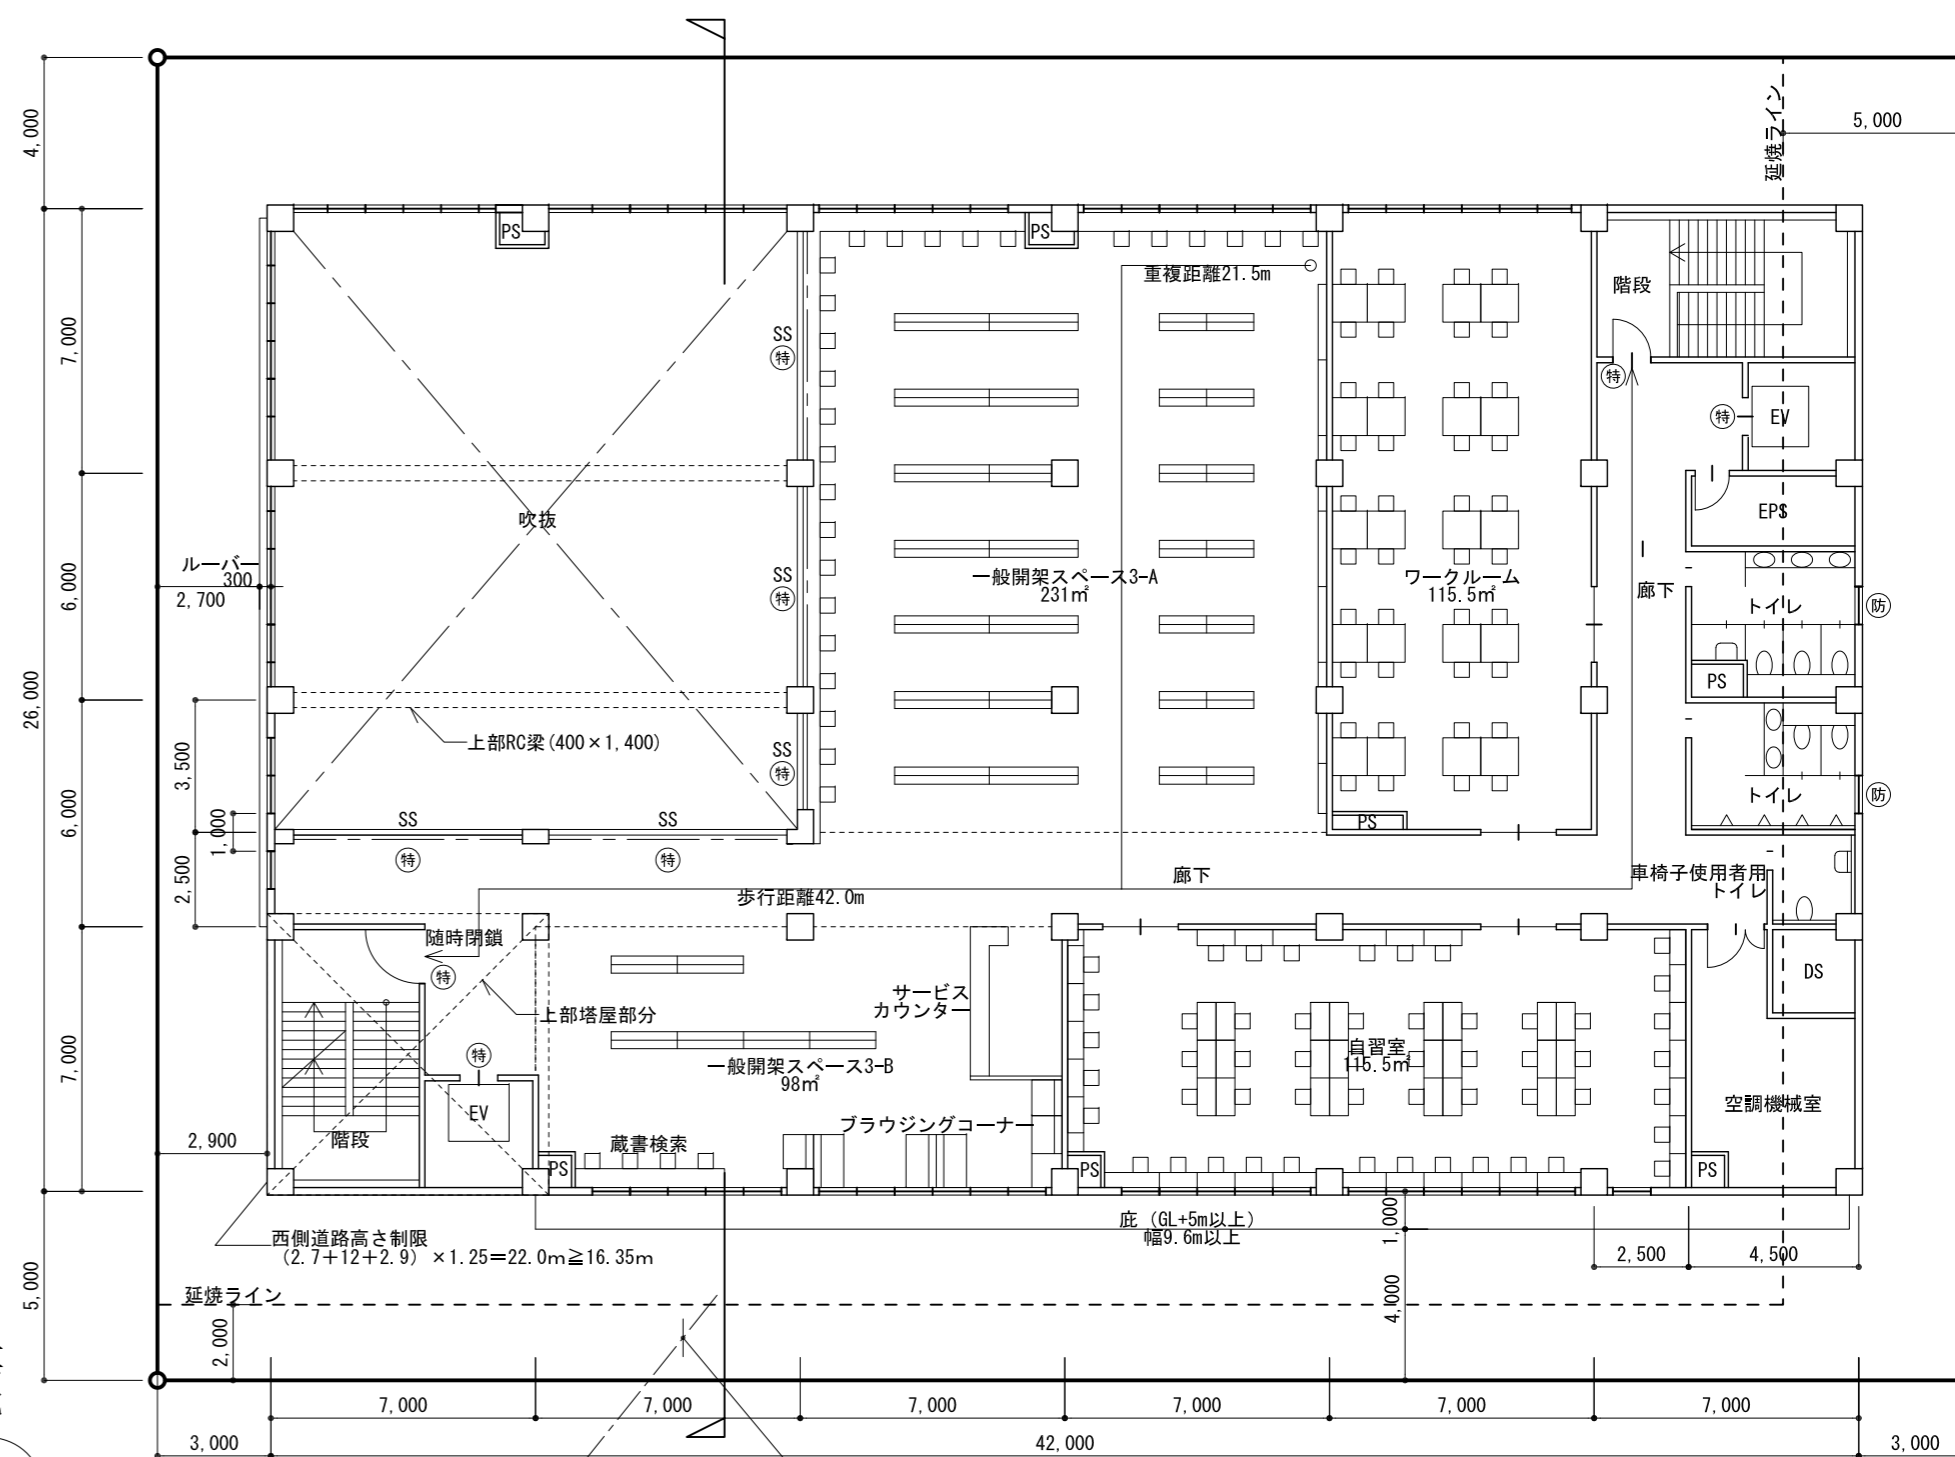 4,000
延焼ライン
5,000
PS
PS
7,000
重複距離21.5m
階段
SS
特
特
特
EV
EPS
吹抜
ルーバー
300
2,700
6,000
SS
特
一般開架スペース3-A
231㎡
ワークルーム
115.5㎡
廊下
トイレ
防
PS
26,000
3,500
上部RC梁(400×1,400)
SS
特
6,000
トイレ
防
1,000
SS
SS
PS
特
特
2,500
廊下
車椅子使用者用
トイレ
歩行距離42.0m
随時閉鎖
特
DS
サービス
カウンター
上部塔屋部分
7,000
特
自習室
115.5㎡
一般開架スペース3-B
98㎡
EV
空調機械室
ブラウジングコーナー
2,900
階段
蔵書検索
PS
PS
PS
庇（GL+5m以上）
幅9.6m以上
1,000
西側道路高さ制限
（2.7＋12＋2.9）×1.25＝22.0m≧16.35m
2,500
4,500
5,000
延焼ライン
4,000
2,000
7,000
7,000
7,000
7,000
7,000
7,000
3,000
42,000
3,000